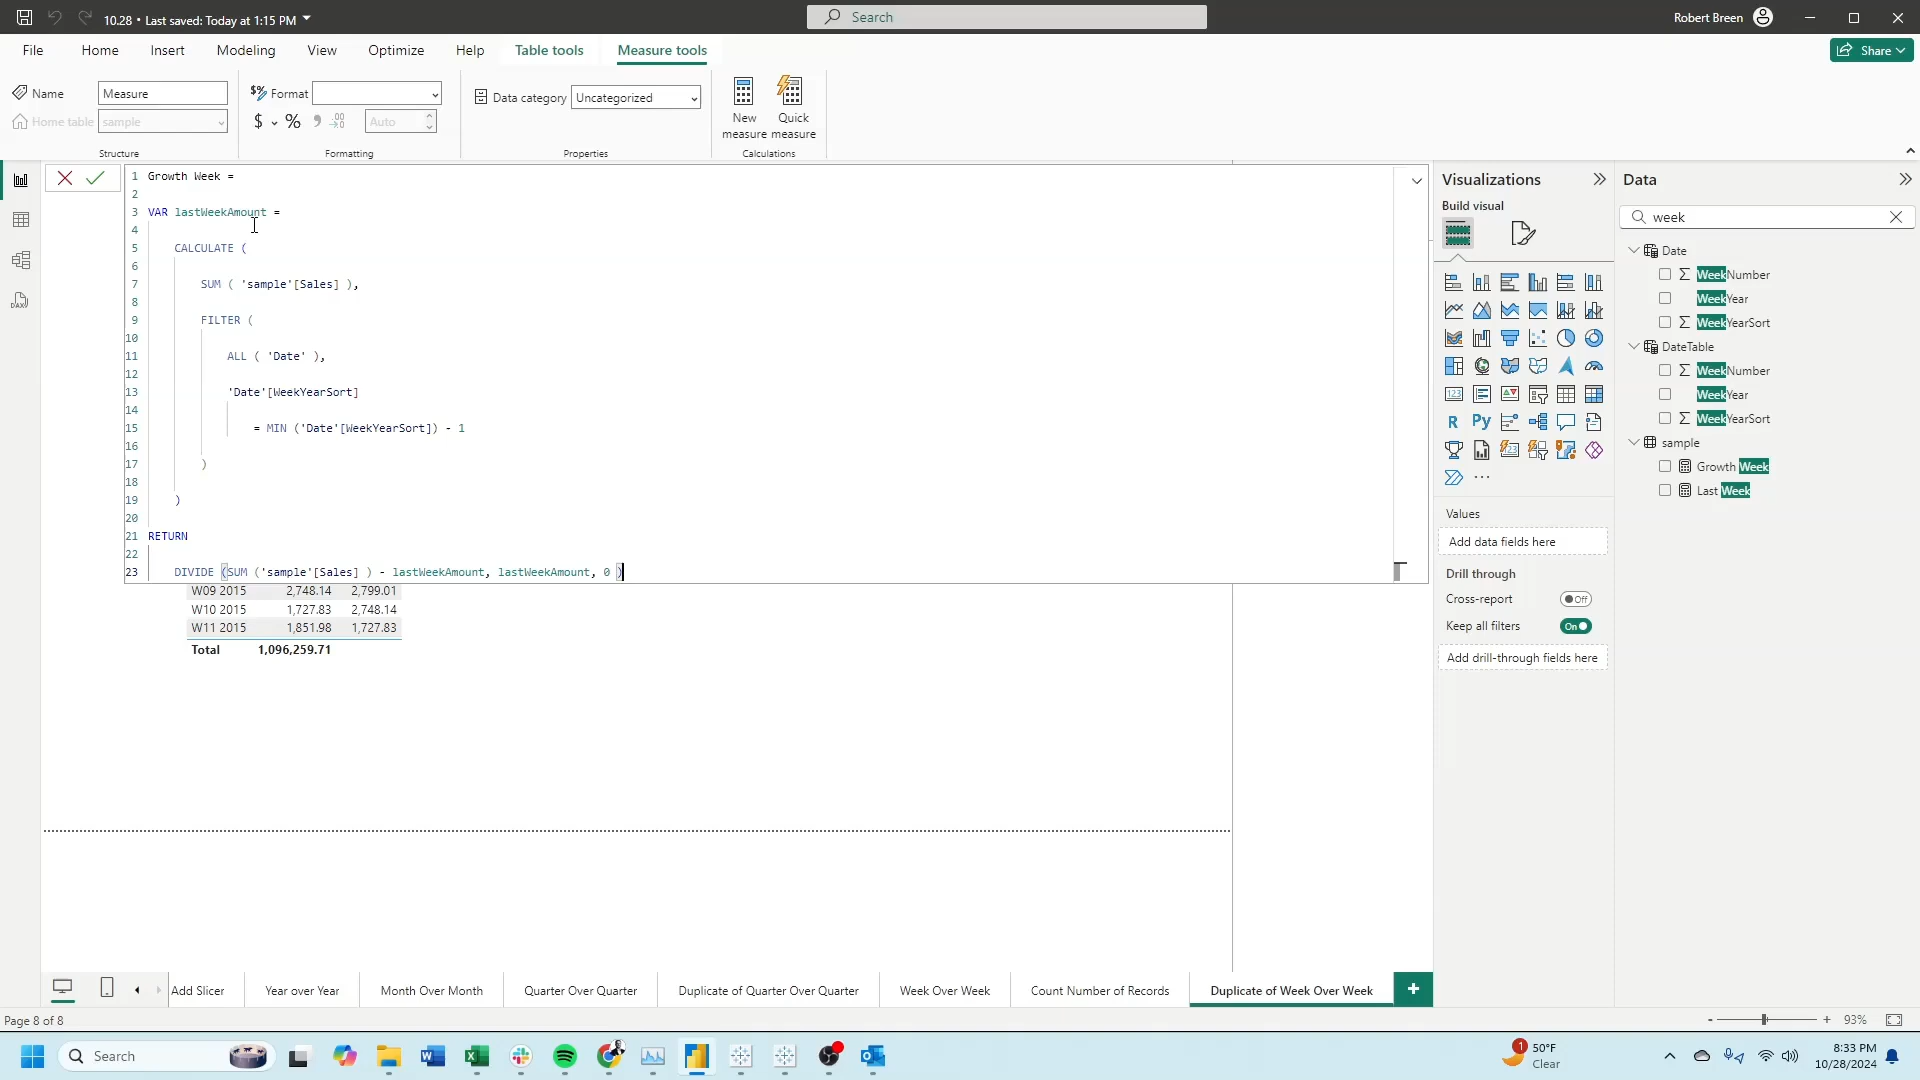 10.28 • Last saved: Today at 1:15 PM
Search
Robert Breen
File
Home
Insert
Modeling
View
Optimize
Help
Table tools
Measure tools
Share
Name
Measure
Home table
sample
Structure
Format
$
%
Auto
Formatting
Data category
Uncategorized
Properties
New measure
Quick measure
Calculations
1 Growth Week =
2
3 VAR lastWeekAmount =
4
5 CALCULATE (
6
7 SUM ( 'sample'[Sales] ),
8
9 FILTER (
10
11 ALL ( 'Date' ),
12
13 'Date'[WeekYearSort]
14
15 = MIN ('Date'[WeekYearSort]) - 1
16
17 )
18
19 )
20
21 RETURN
22
23 DIVIDE (SUM ('sample'[Sales] ) - lastWeekAmount, lastWeekAmount, 0 )
W09 2015 2,748.14 2,799.01
W10 2015 1,727.83 2,748.14
W11 2015 1,851.98 1,727.83
Total 1,096,259.71
Visualizations
Build visual
Values
Add data fields here
Drill through
Cross-report
Off
Keep all filters
On
Add drill-through fields here
Data
week
Date
WeekNumber
WeekYear
WeekYearSort
DateTable
WeekNumber
WeekYear
WeekYearSort
sample
Growth Week
Last Week
Add Slicer
Year over Year
Month Over Month
Quarter Over Quarter
Duplicate of Quarter Over Quarter
Week Over Week
Count Number of Records
Duplicate of Week Over Week
+
Page 8 of 8
- + 93%
Search
1
50°F
Clear
8:33 PM
10/28/2024